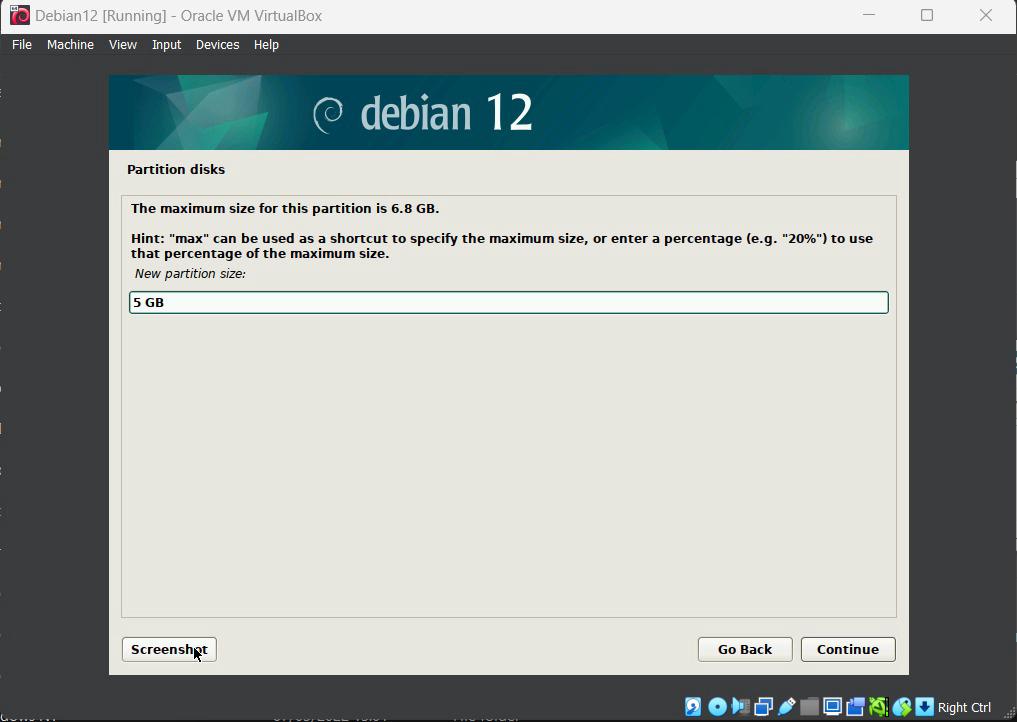 Debian12 [Running] - Oracle VM VirtualBox
File Machine View Input Devices Help
debian 12
Partition disks
The maximum size for this partition is 6.8 GB.
Hint: "max" can be used as a shortcut to specify the maximum size, or enter a percentage (e.g. "20%") to use
that percentage of the maximum size.
New partition size:
5 GB
Screenshot
Go Back
Continue
Right Ctrl